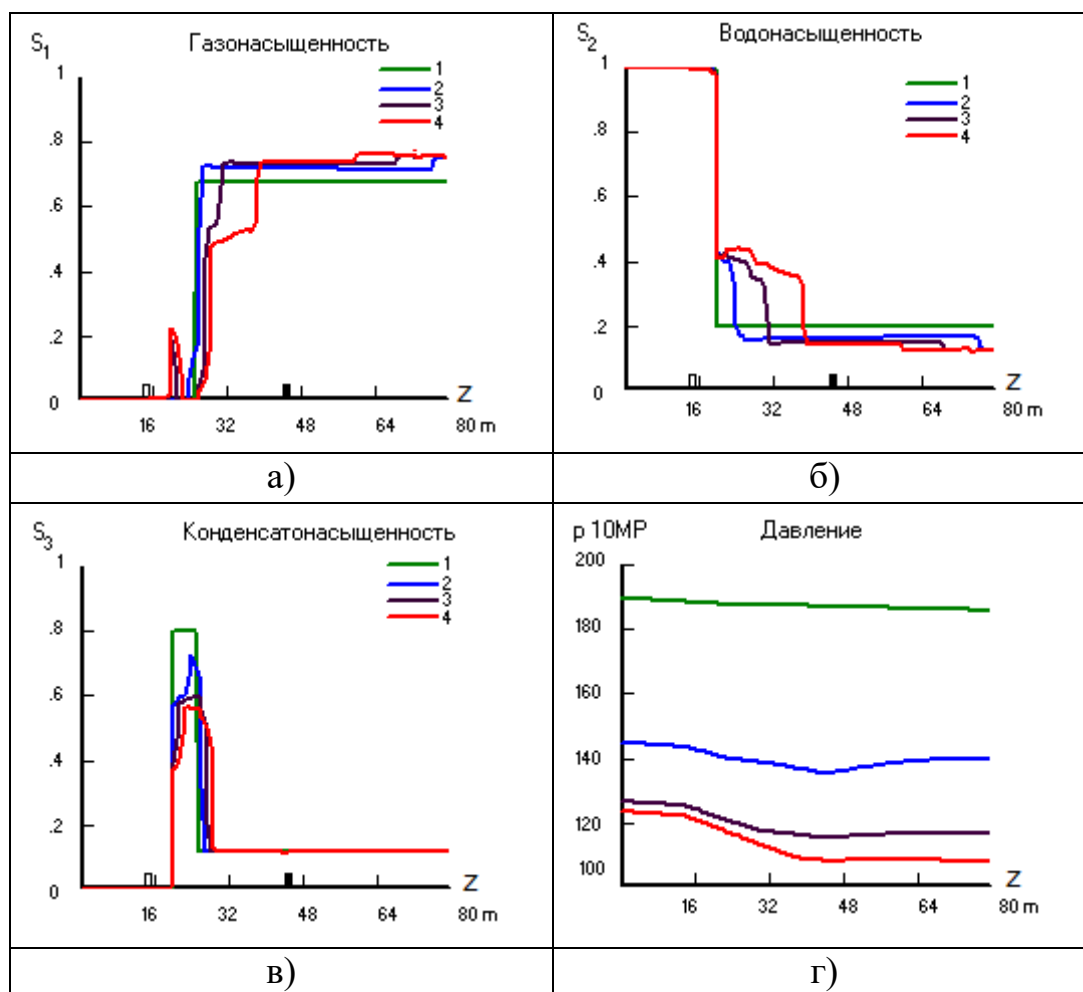 S1 Газонасыщенность
1
.8
.6
.4
.2
0
1
2
3
4
16 32 48 64 80 m
Z
а)
S2 Водонасыщенность
1
.8
.6
.4
.2
0
1
2
3
4
16 32 48 64 80 m
Z
б)
S3 Конденсатонасыщенность
1
.8
.6
.4
.2
0
1
2
3
4
16 32 48 64 80 m
Z
в)
p 10MP Давление
200
180
160
140
120
100
16 32 48 64 80 m
Z
г)